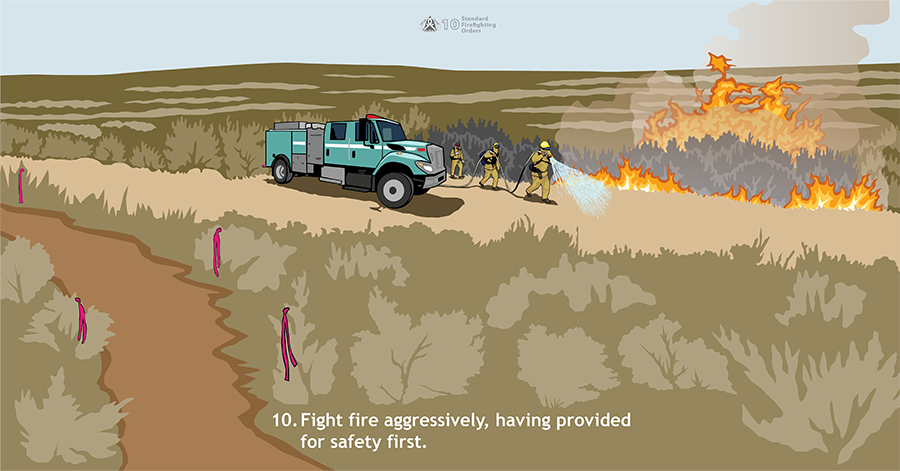 10 Standard
Firefighting
Orders
10. Fight fire aggressively, having provided
for safety first.